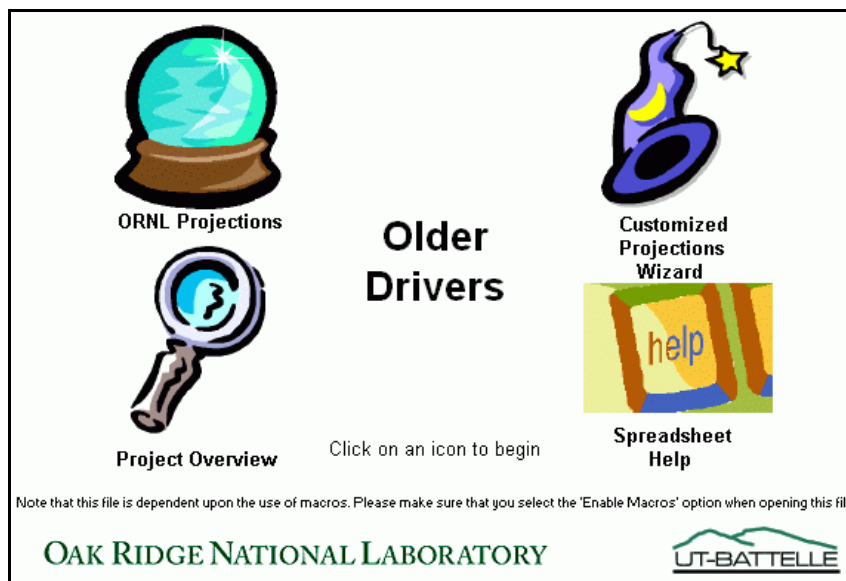 ORNL Projections
Older
Drivers
Customized
Projections
Wizard
help
Project Overview
Click on an icon to begin
Spreadsheet
Help
Note that this file is dependent upon the use of macros. Please make sure that you select the 'Enable Macros' option when opening this fil
OAK RIDGE NATIONAL LABORATORY
UT-BATTELLE